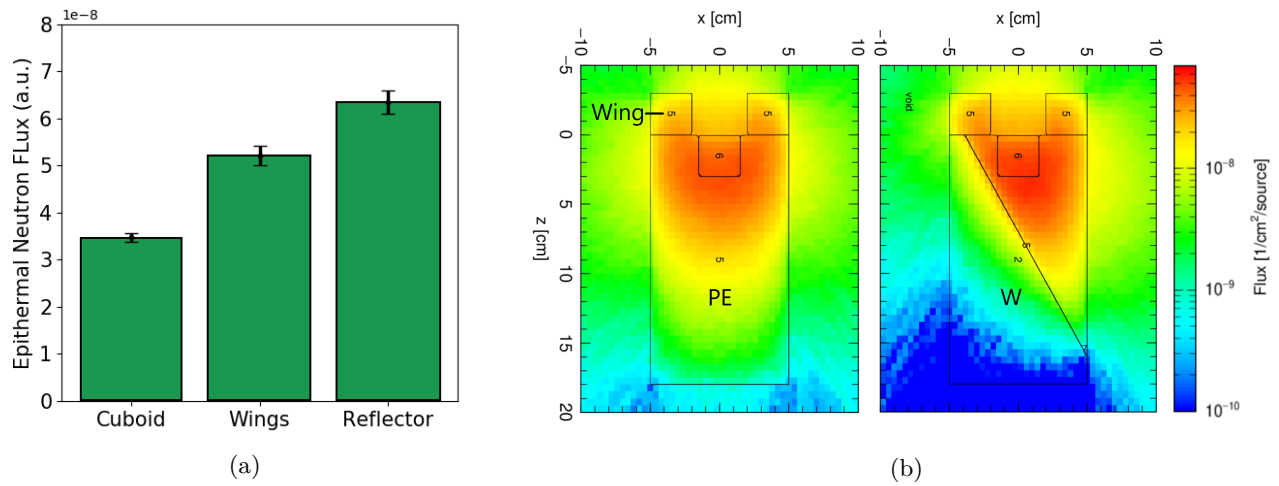 1e−8
Epithermal Neutron FLux (a.u.)
8
7
6
5
4
3
2
1
0
Cuboid
Wings
Reflector
(a)
x [cm]
-10
-5
0
5
10
z [cm]
-5
0
5
10
15
20
Wing
5
5
6
5
PE
x [cm]
-10
-5
0
5
10
void
5
5
6
5
2
W
10⁻⁸
10⁻⁹
10⁻¹⁰
Flux [1/cm²/source]
(b)